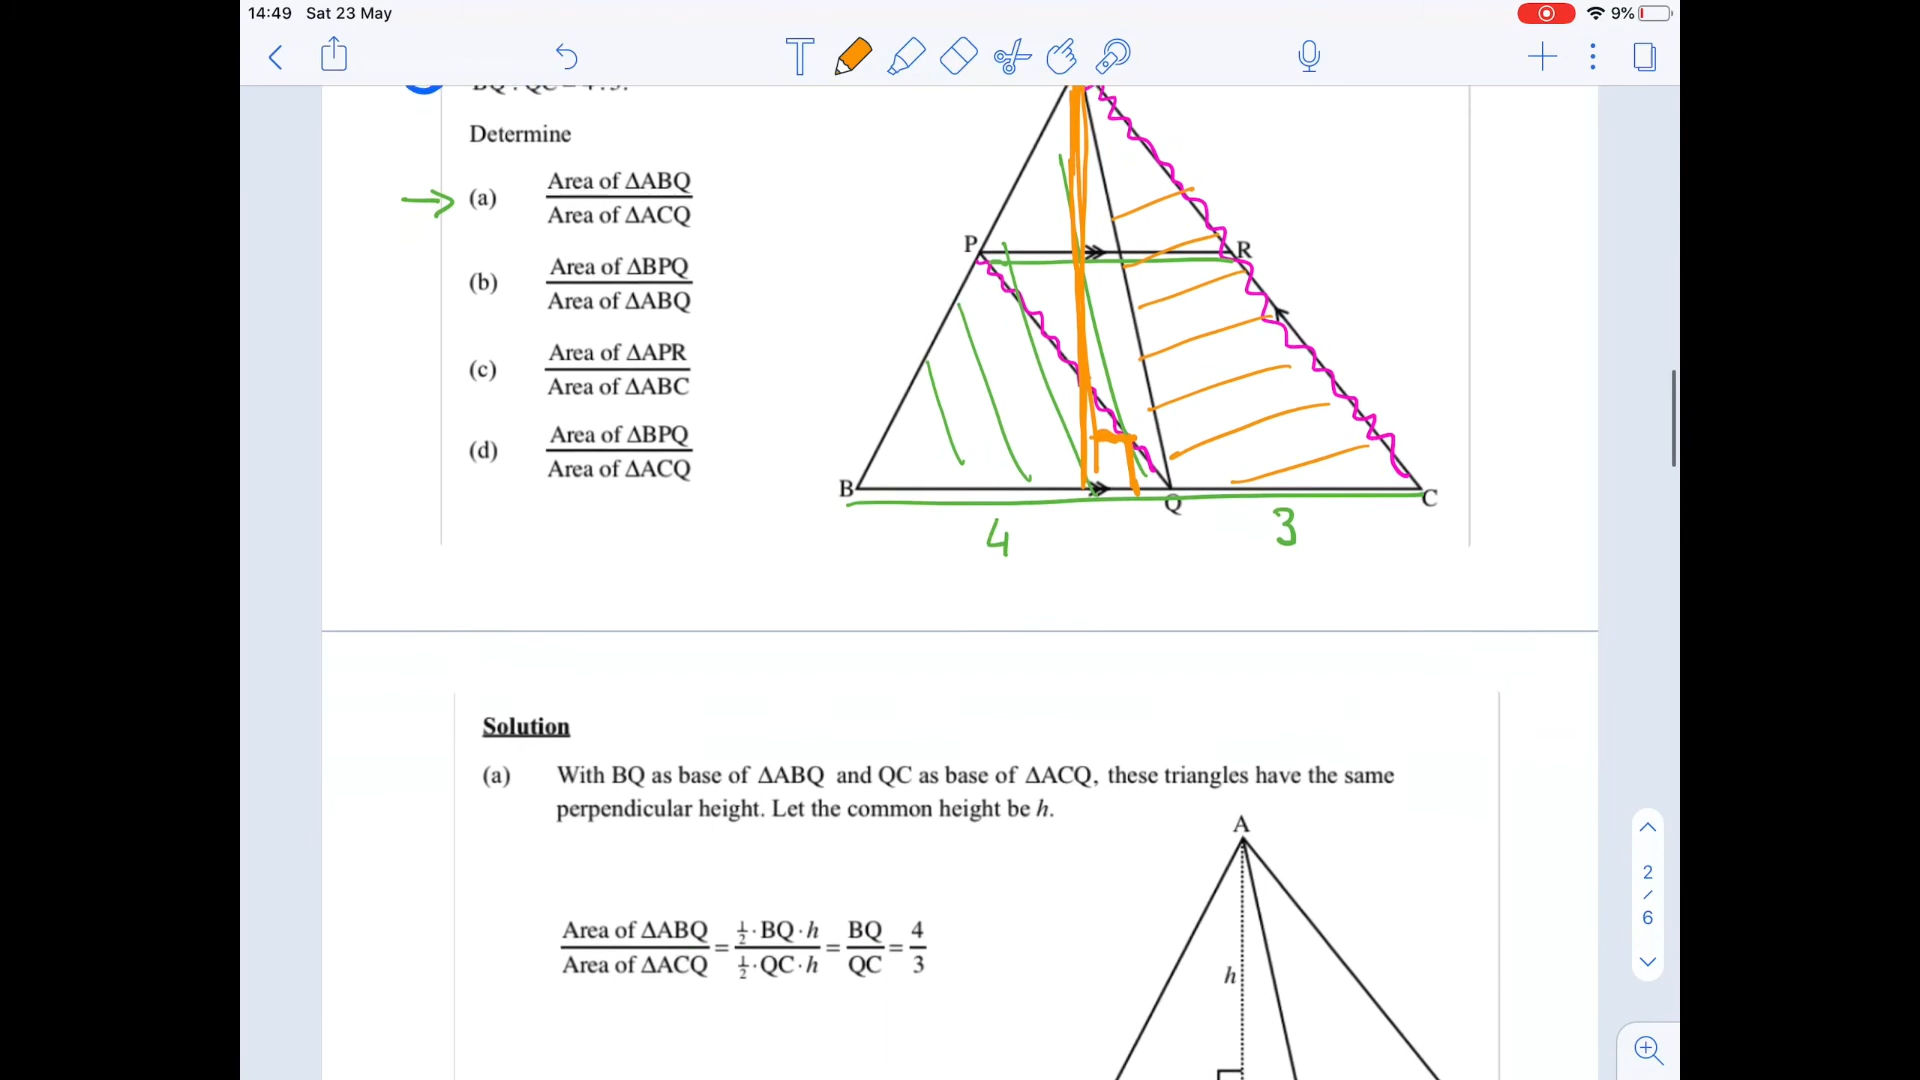 14:49 Sat 23 May
9%
BQ : QC = 4 : 3.
Determine
(a) Area of ΔABQ
Area of ΔACQ
(b) Area of ΔBPQ
Area of ΔABQ
(c) Area of ΔAPR
Area of ΔABC
(d) Area of ΔBPQ
Area of ΔACQ
P
R
B
Q
C
4
3
Solution
(a) With BQ as base of ΔABQ and QC as base of ΔACQ, these triangles have the same
perpendicular height. Let the common height be h.
A
Area of ΔABQ / Area of ΔACQ = ½·BQ·h / ½·QC·h = BQ / QC = 4 / 3
h
2
/
6